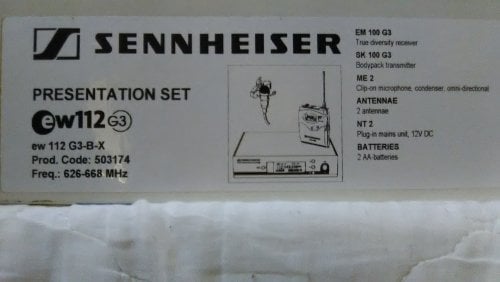 SENNHEISER
PRESENTATION SET
ew112 G3
ew 112 G3-B-X
Prod. Code: 503174
Freq.: 626-668 MHz
EM 100 G3
True diversity receiver
SK 100 G3
Bodypack transmitter
ME 2
Clip-on microphone, condenser, omni-directional
ANTENNAE
2 antennae
NT 2
Plug-in mains unit, 12V DC
BATTERIES
2 AA-batteries